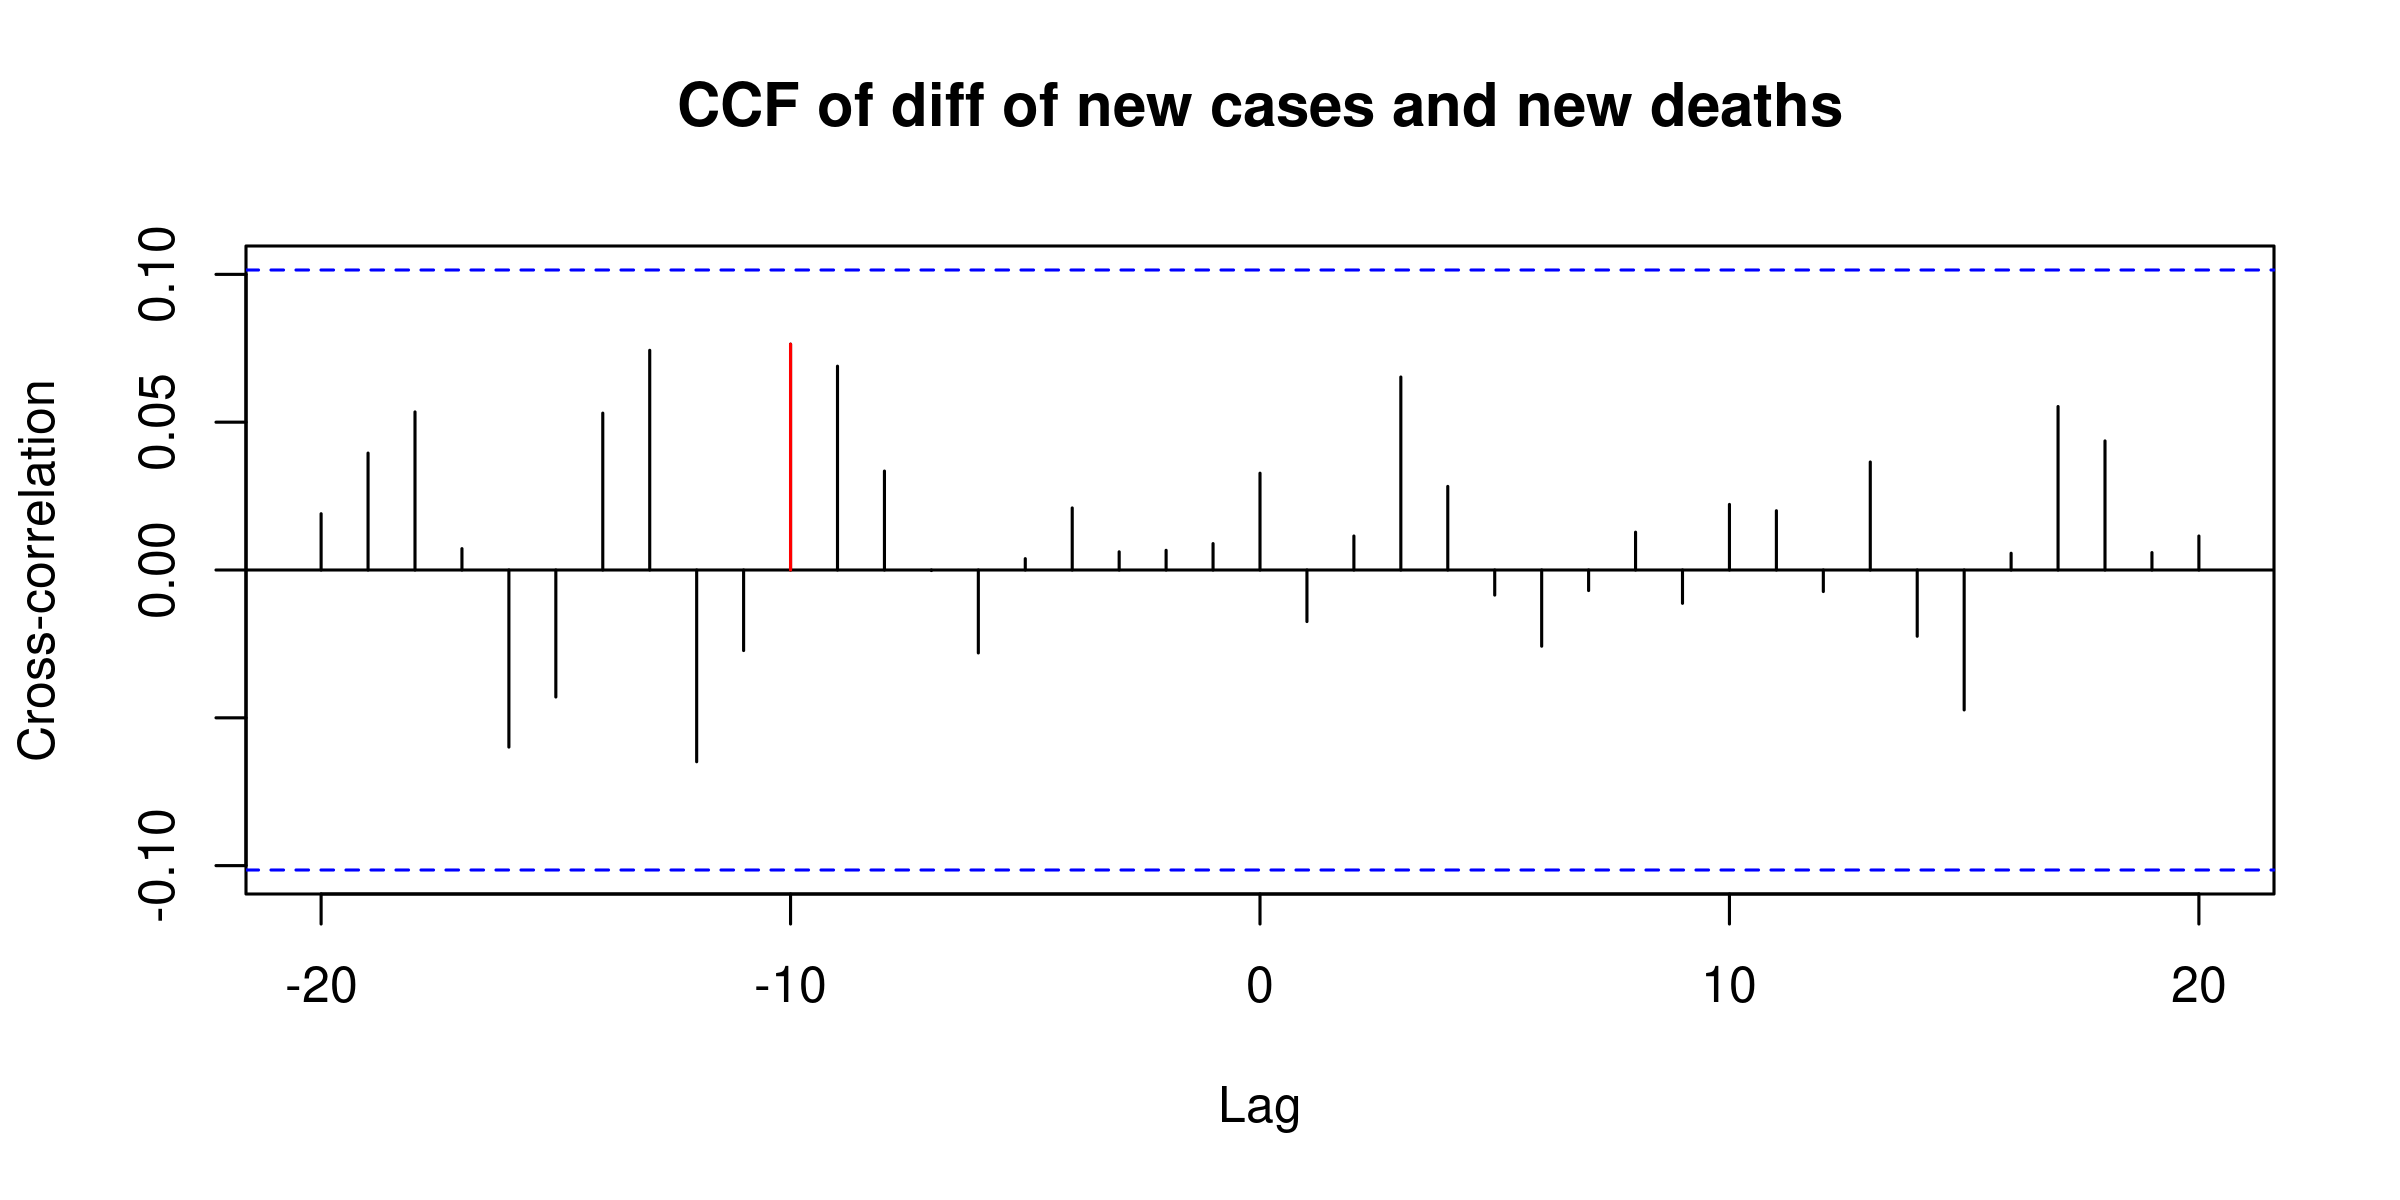 CCF of diff of new cases and new deaths
Cross-correlation
0.10
0.05
0.00
-0.10
-20 -10 0 10 20
Lag